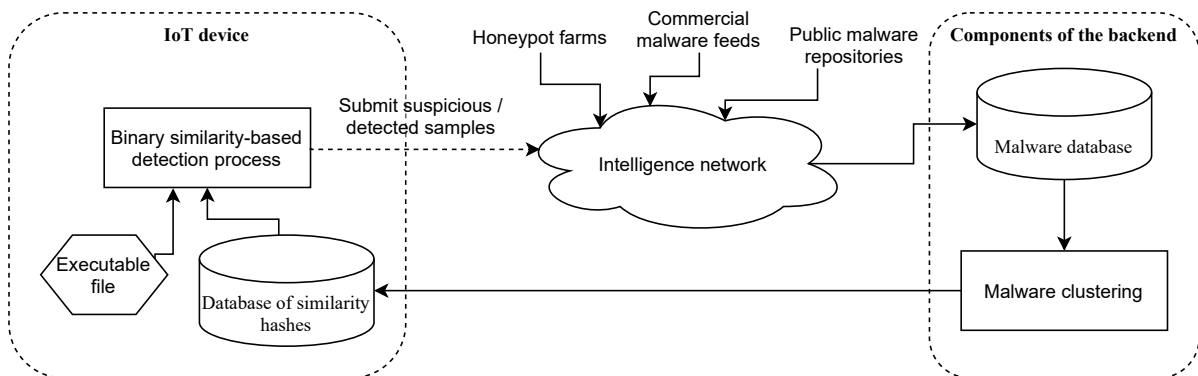 IoT device
Binary similarity-based
detection process
Executable
file
Database of similarity
hashes
Submit suspicious /
detected samples
Honeypot farms
Commercial
malware feeds
Public malware
repositories
Intelligence network
Components of the backend
Malware database
Malware clustering